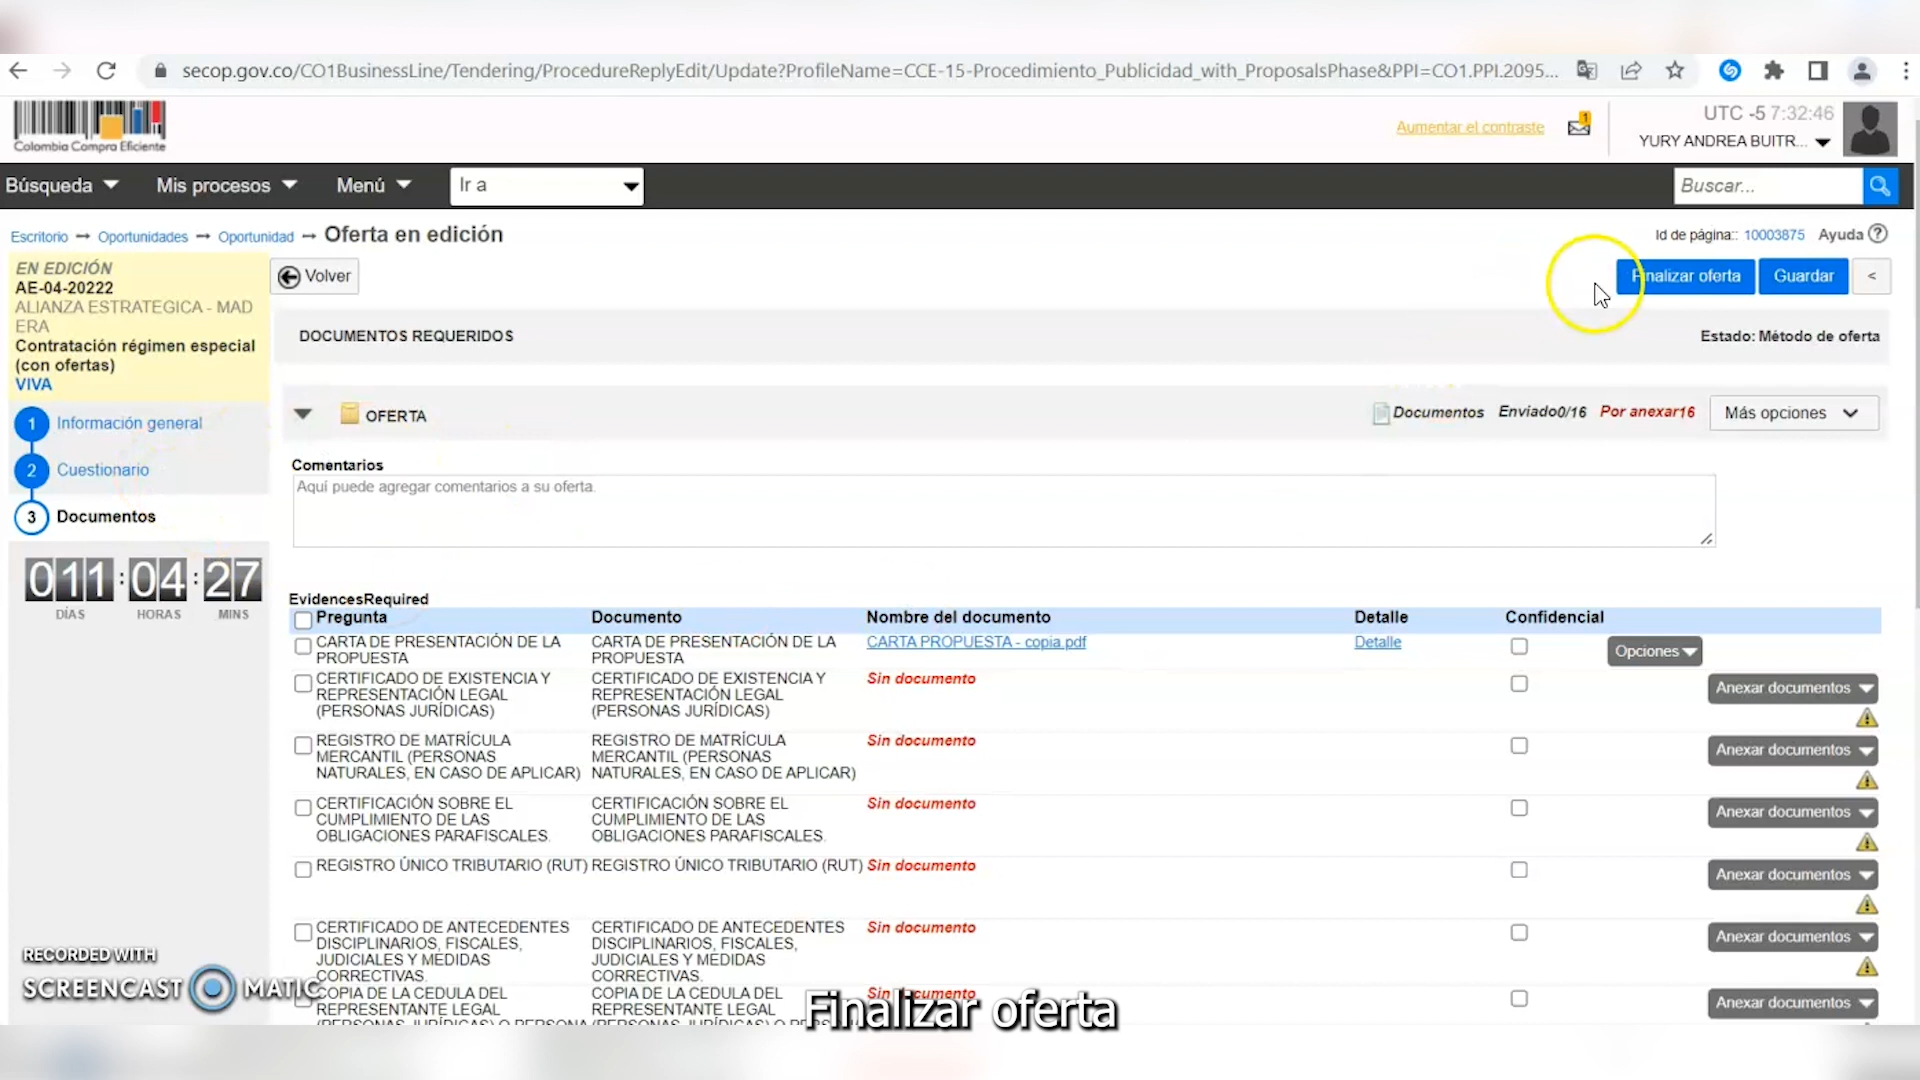 secop.gov.co/CO1BusinessLine/Tendering/ProcedureReplyEdit/Update?ProfileName=CCE-15-Procedimiento_Publicidad_with_ProposalsPhase&PPI=CO1.PPI.2095...
Colombia Compra Eficiente
Aumentar el contraste
1
UTC -5 7:32:46
YURY ANDREA BUITR...
Búsqueda
Mis procesos
Menú
Ir a
Buscar...
Escritorio → Oportunidades → Oportunidad → Oferta en edición
Id de página:: 10003875 Ayuda ?
EN EDICIÓN
AE-04-20222
ALIANZA ESTRATEGICA - MAD
ERA
Contratación régimen especial
(con ofertas)
VIVA
Volver
Finalizar oferta
Guardar
<
DOCUMENTOS REQUERIDOS
Estado: Método de oferta
1 Información general
2 Cuestionario
3 Documentos
011 : 04 : 27
DÍAS HORAS MINS
OFERTA
Documentos Enviado0/16 Por anexar16
Más opciones
Comentarios
Aquí puede agregar comentarios a su oferta.
EvidencesRequired
Pregunta Documento Nombre del documento Detalle Confidencial
CARTA DE PRESENTACIÓN DE LA CARTA DE PRESENTACIÓN DE LA CARTA PROPUESTA - copia.pdf Detalle
PROPUESTA PROPUESTA Opciones
CERTIFICADO DE EXISTENCIA Y CERTIFICADO DE EXISTENCIA Y Sin documento
REPRESENTACIÓN LEGAL REPRESENTACIÓN LEGAL Anexar documentos
(PERSONAS JURÍDICAS) (PERSONAS JURÍDICAS)
REGISTRO DE MATRÍCULA REGISTRO DE MATRÍCULA Sin documento
MERCANTIL (PERSONAS MERCANTIL (PERSONAS Anexar documentos
NATURALES, EN CASO DE APLICAR) NATURALES, EN CASO DE APLICAR)
CERTIFICACIÓN SOBRE EL CERTIFICACIÓN SOBRE EL Sin documento
CUMPLIMIENTO DE LAS CUMPLIMIENTO DE LAS Anexar documentos
OBLIGACIONES PARAFISCALES. OBLIGACIONES PARAFISCALES.
REGISTRO ÚNICO TRIBUTARIO (RUT) REGISTRO ÚNICO TRIBUTARIO (RUT) Sin documento
Anexar documentos
CERTIFICADO DE ANTECEDENTES CERTIFICADO DE ANTECEDENTES Sin documento
DISCIPLINARIOS, FISCALES, DISCIPLINARIOS, FISCALES, Anexar documentos
JUDICIALES Y MEDIDAS JUDICIALES Y MEDIDAS
CORRECTIVAS. CORRECTIVAS.
COPIA DE LA CEDULA DEL COPIA DE LA CEDULA DEL Sin documento
REPRESENTANTE LEGAL REPRESENTANTE LEGAL Anexar documentos
(PERSONAS JURÍDICAS) O PERSONA (PERSONAS JURÍDICAS) O
RECORDED WITH
SCREENCAST MATIC
Finalizar oferta